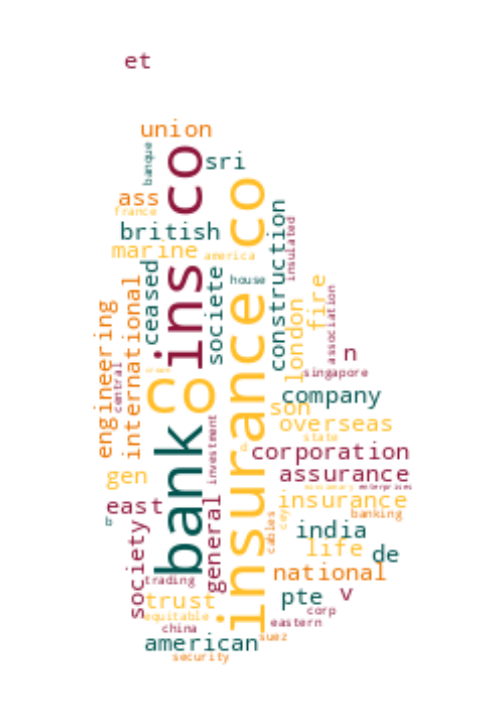 et
union
banque
ins co
sri
ass
france
insurance co
british
construction
insulated
marine
america
ceased
societe
house
international
fire
engineering
london
association
n
central
singapore
co
company
son
overseas
state
bank
investment
d
corporation
assurance
gen
enterprises
insurance
east
general
banking
cey
cables
india
society
life
de
trading
national
trust
pte
v
corp
equitable
eastern
china
suez
american
security